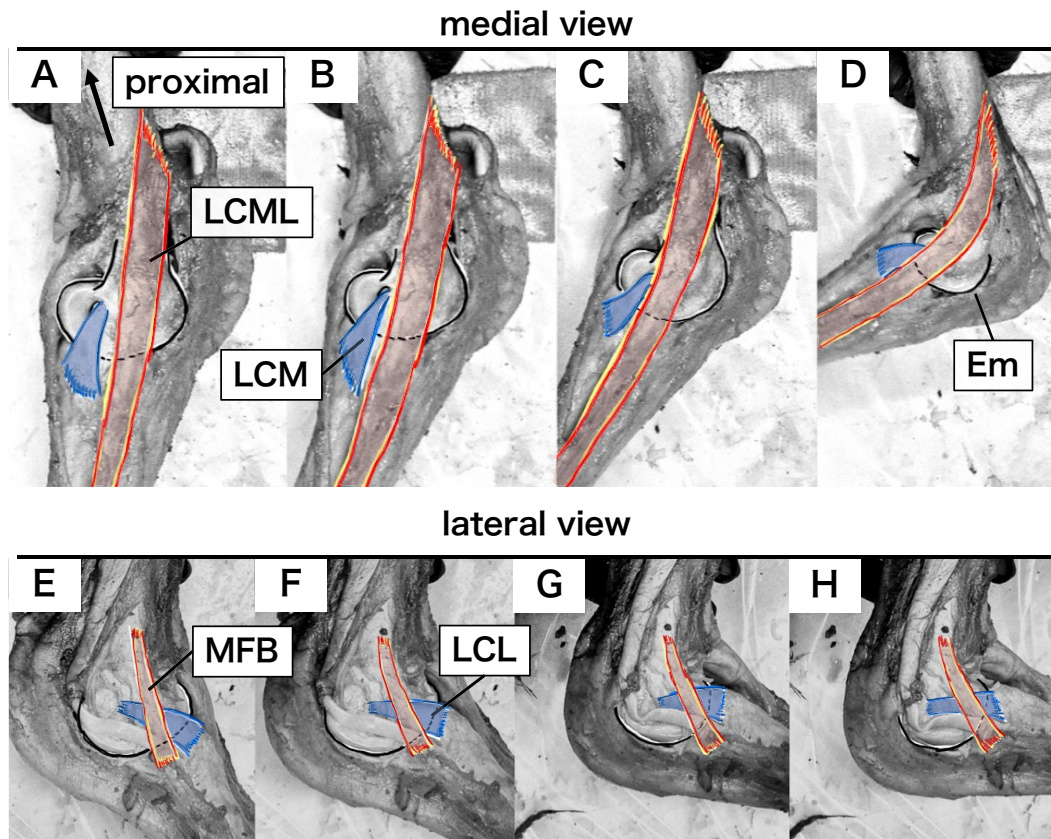 medial view
A
B
C
D
proximal
LCML
LCM
Em
lateral view
E
F
G
H
MFB
LCL